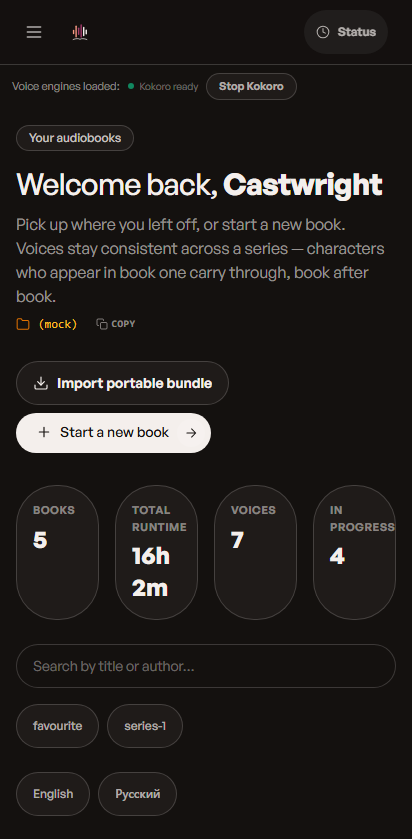 Status
Voice engines loaded: Kokoro ready Stop Kokoro
Your audiobooks
Welcome back, Castwright
Pick up where you left off, or start a new book.
Voices stay consistent across a series — characters
who appear in book one carry through, book after
book.
(mock) COPY
Import portable bundle
Start a new book
BOOKS
5
TOTAL
RUNTIME
16h
2m
VOICES
7
IN
PROGRESS
4
Search by title or author...
favourite series-1
English Русский